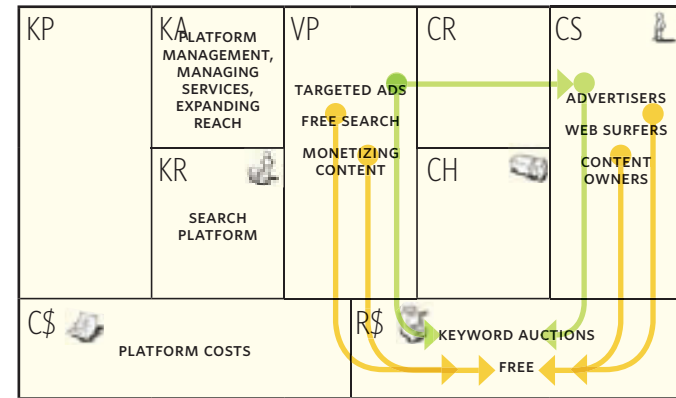 KP
KA
PLATFORM
MANAGEMENT,
MANAGING
SERVICES,
EXPANDING
REACH
KR
SEARCH
PLATFORM
VP
TARGETED ADS
FREE SEARCH
MONETIZING
CONTENT
CR
CH
CS
ADVERTISERS
WEB SURFERS
CONTENT
OWNERS
C$
PLATFORM COSTS
R$
KEYWORD AUCTIONS
FREE